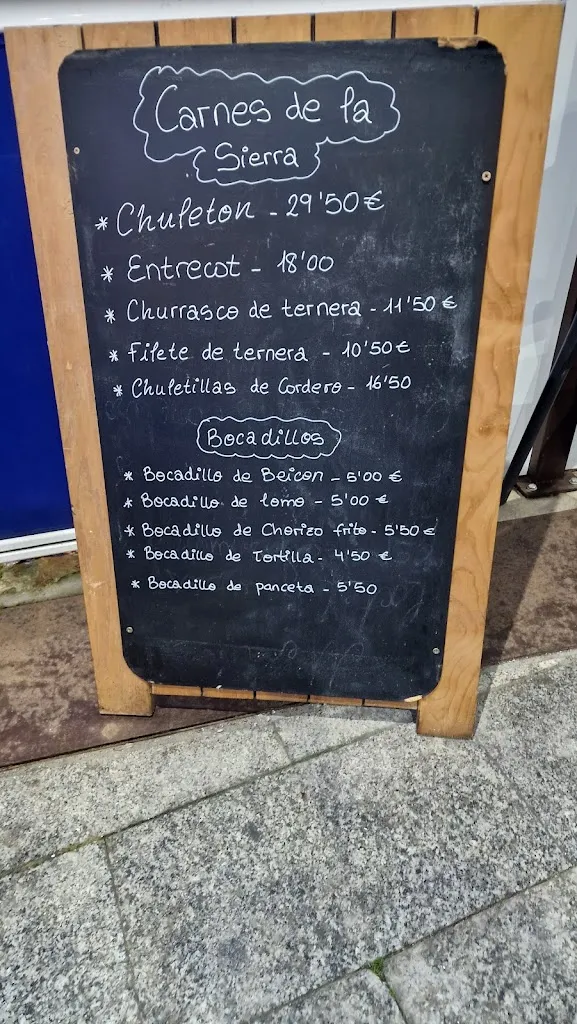 Carnes de la
Sierra
* Chuleton - 29'50 €
* Entrecot - 18'00
* Churrasco de ternera - 11'50 €
* Filete de ternera - 10'50 €
* Chuletillas de Cordero - 16'50
Bocadillos
* Bocadillo de Beicon - 5'00 €
* Bocadillo de lomo - 5'00 €
* Bocadillo de Chorizo frito - 5'50 €
* Bocadillo de Tortilla - 4'50 €
* Bocadillo de panceta - 5'50